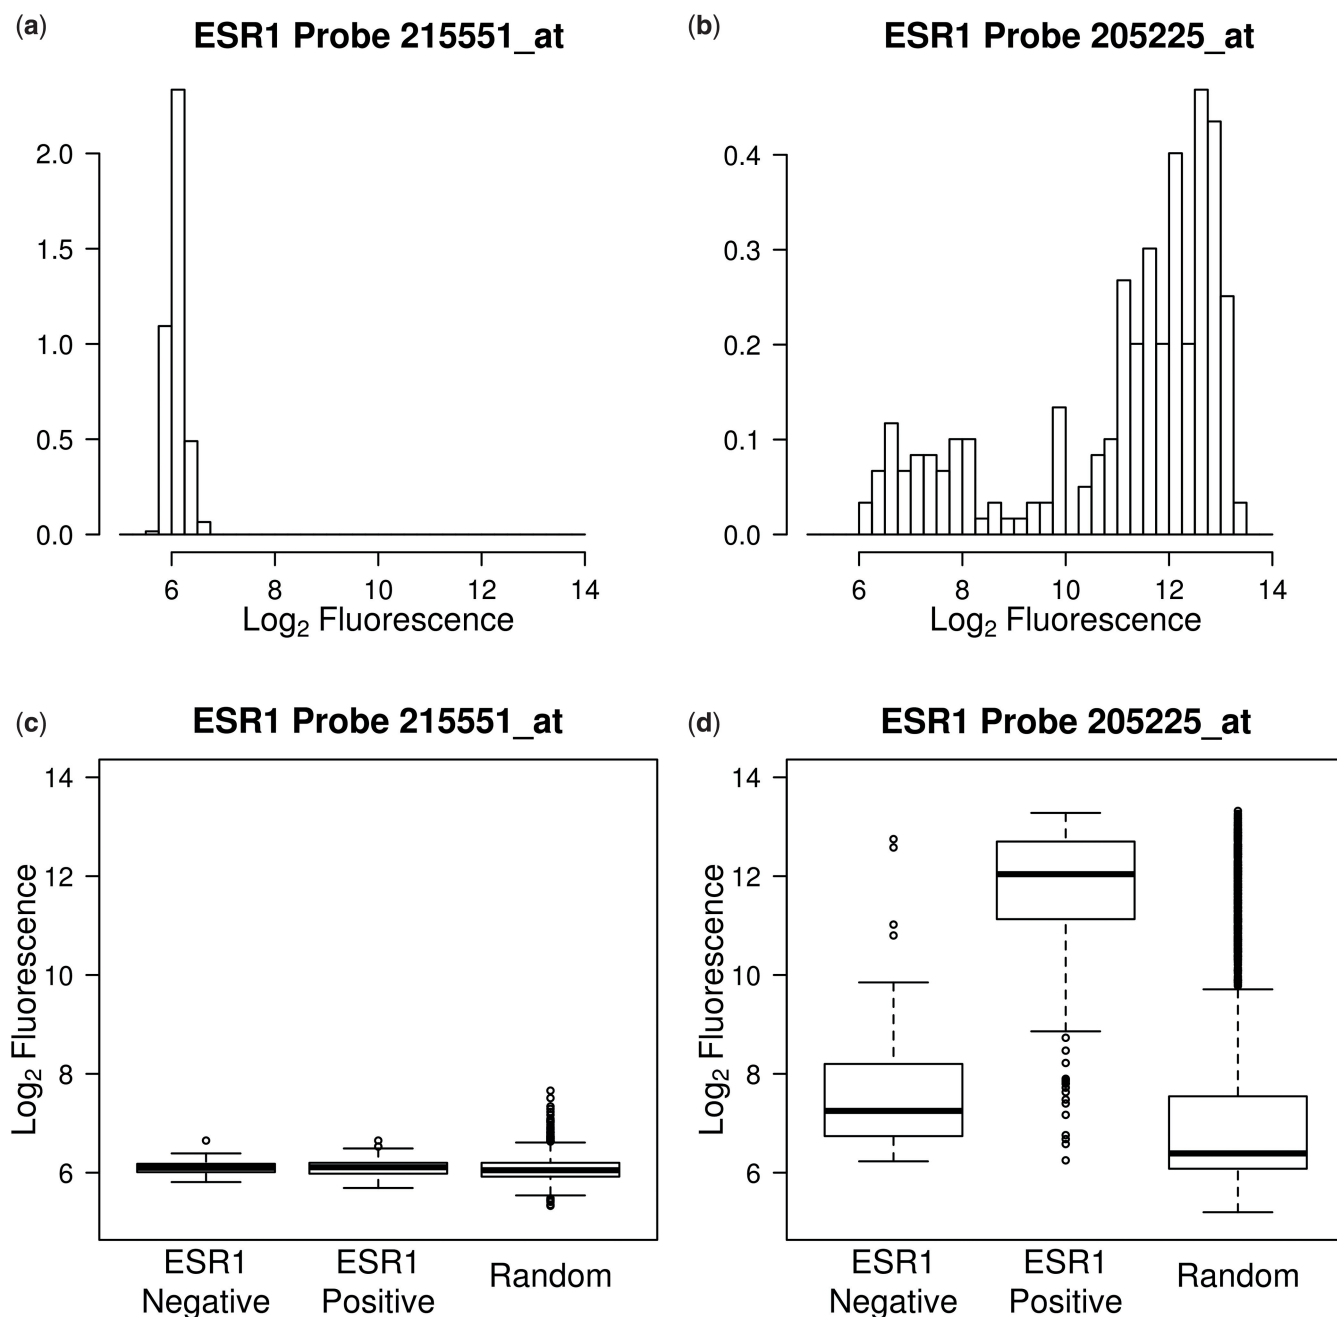 (a)
ESR1 Probe 215551_at
2.0
1.5
1.0
0.5
0.0
6 8 10 12 14
Log₂ Fluorescence
(b)
ESR1 Probe 205225_at
0.4
0.3
0.2
0.1
0.0
6 8 10 12 14
Log₂ Fluorescence
(c)
ESR1 Probe 215551_at
Log₂ Fluorescence
14
12
10
8
6
ESR1 ESR1
Negative Positive Random
(d)
ESR1 Probe 205225_at
Log₂ Fluorescence
14
12
10
8
6
ESR1 ESR1
Negative Positive Random